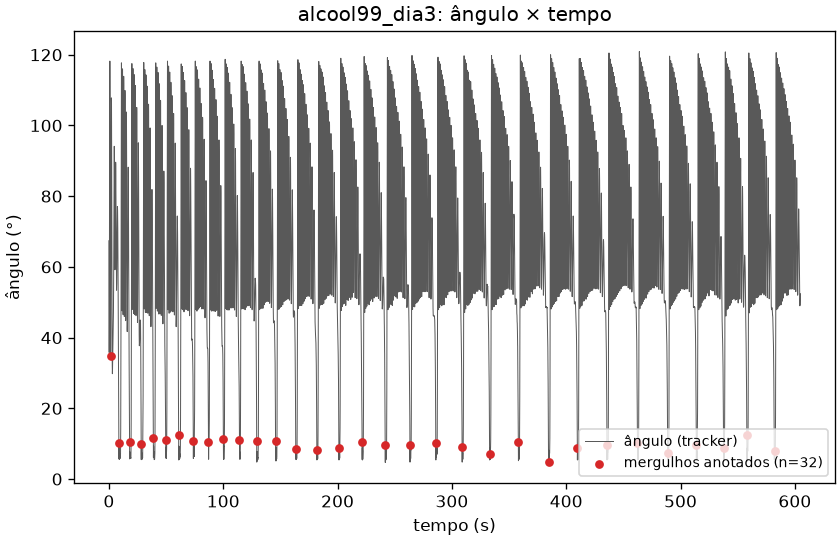 alcool99_dia3: ângulo × tempo
120
100
80
60
40
20
0
ângulo (°)
ângulo (tracker)
mergulhos anotados (n=32)
0 100 200 300 400 500 600
tempo (s)